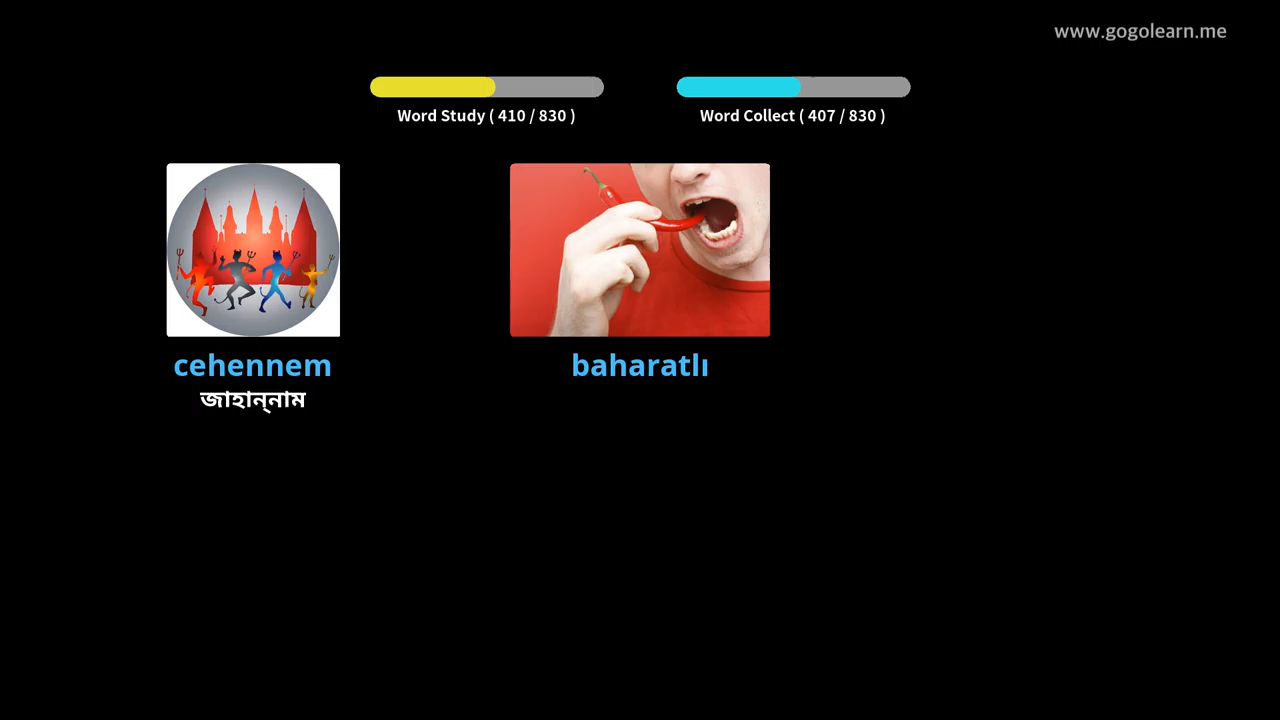 www.gogolearn.me
Word Study ( 410 / 830 )
Word Collect ( 407 / 830 )
cehennem
জাহান্নাম
baharatlı